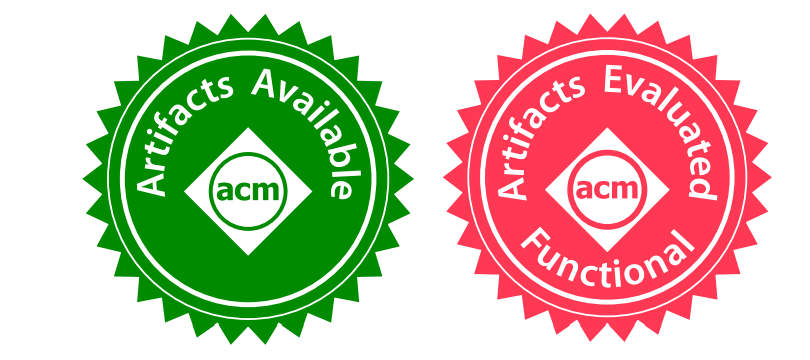 Artifacts Available
acm
Artifacts Evaluated
acm
Functional